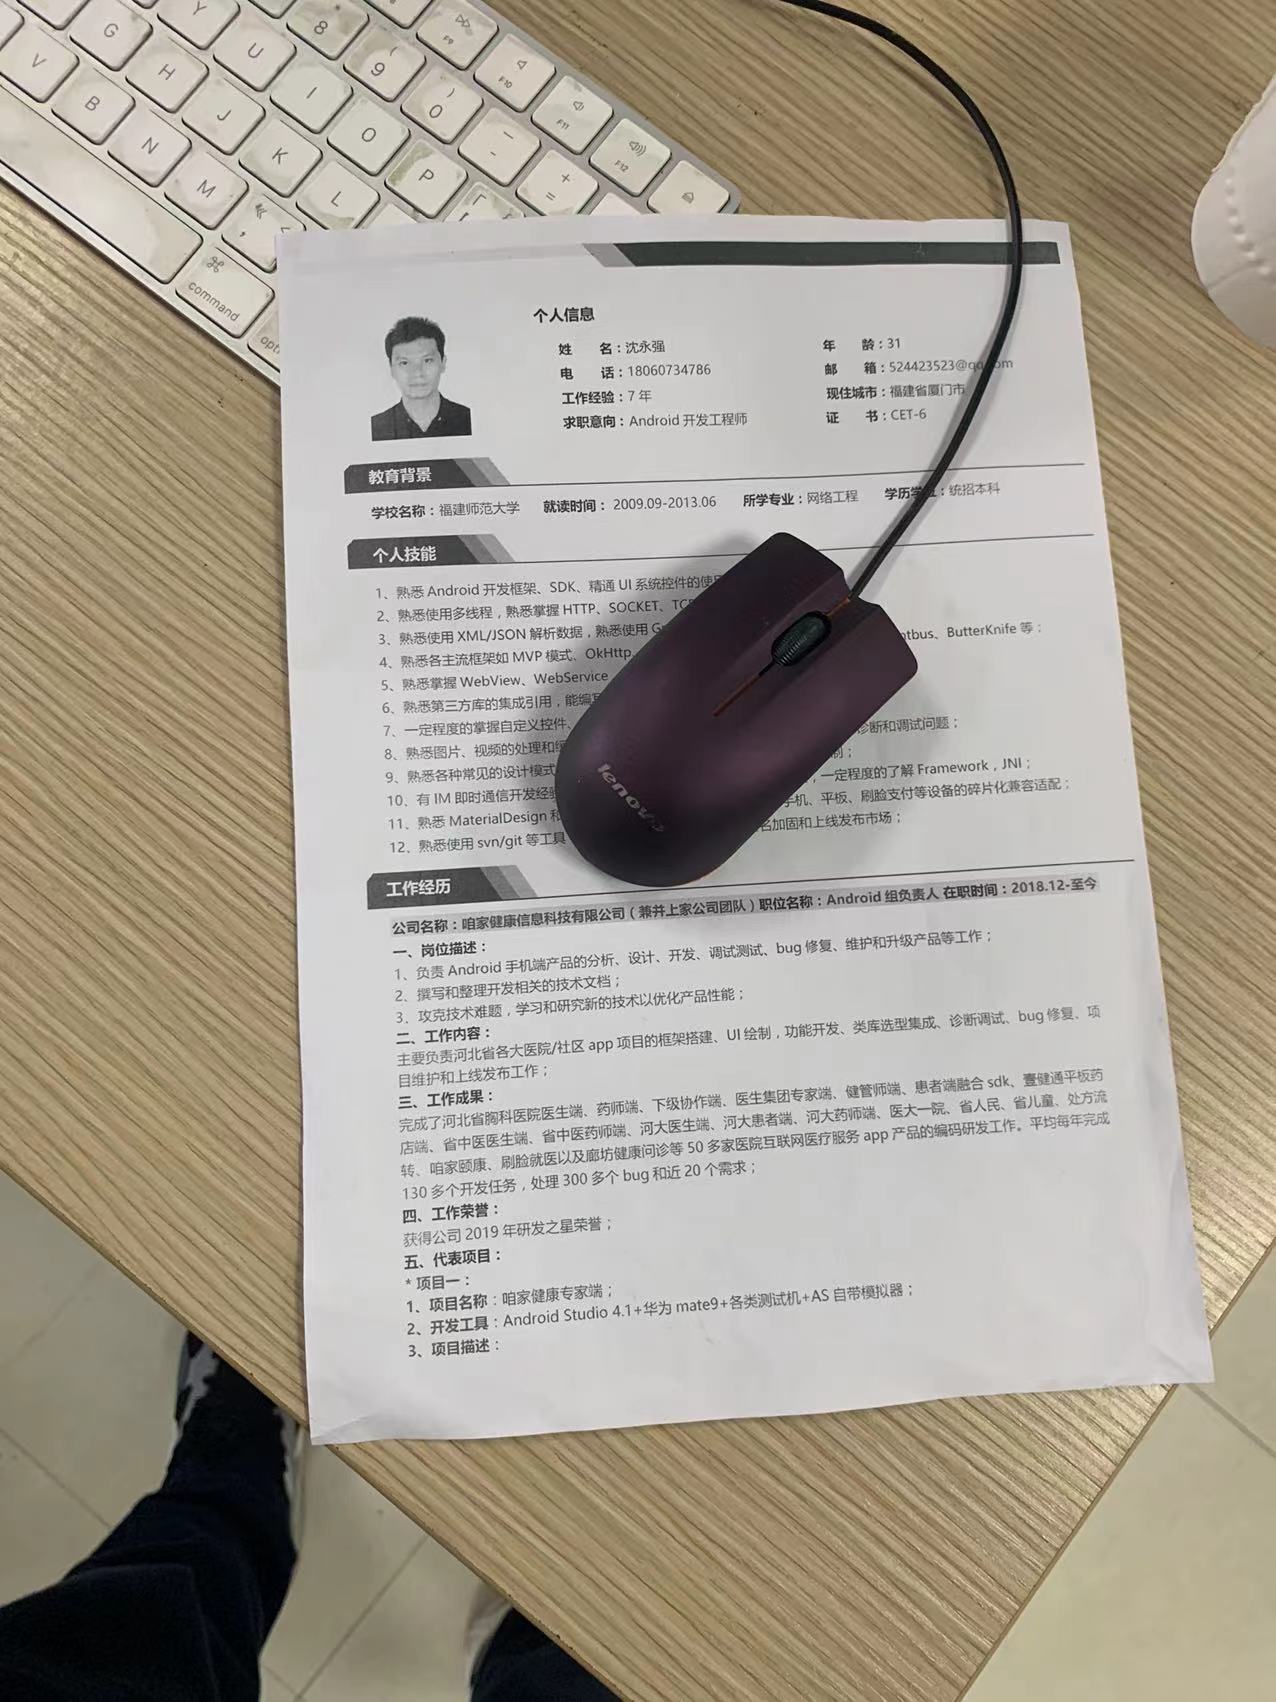 Y
8
(
9
)
0
—
-
+
=
F9
F10
F11
F12
G
U
I
O
P
V
H
J
K
L
B
N
M
command
个人信息
姓 名：沈永强 年 龄：31
电 话：18060734786 邮 箱：524423523@qq.com
工作经验：7 年 现住城市：福建省厦门市
求职意向：Android 开发工程师 证 书：CET-6
教育背景
学校名称：福建师范大学 就读时间： 2009.09-2013.06 所学专业：网络工程 学历学位：统招本科
个人技能
1、熟悉 Android 开发框架、SDK、精通 UI 系统控件的使
2、熟悉使用多线程，熟悉掌握 HTTP、SOCKET、
3、熟悉使用 XML/JSON 解析数据，熟悉使用 tbus、ButterKnife 等；
4、熟悉各主流框架如 MVP 模式、OkHttp
5、熟悉掌握 WebView、WebService
6、熟悉第三方库的集成引用，能编写
7、一定程度的掌握自定义控件、 诊断和调试问题；
8、熟悉图片、视频的处理和 制；
9、熟悉各种常见的设计模式 ，一定程度的了解 Framework，JNI；
10、有 IM 即时通信开发经验 手机、平板、刷脸支付等设备的碎片化兼容适配；
11、熟悉 MaterialDesign 和 名加固和上线发布市场；
12、熟悉使用 svn/git 等工具
lenovo
工作经历
公司名称：咱家健康信息科技有限公司（兼并上家公司团队）职位名称：Android 组负责人 在职时间：2018.12-至今
一、岗位描述：
1、负责 Android 手机端产品的分析、设计、开发、调试测试、bug 修复、维护和升级产品等工作；
2、撰写和整理开发相关的技术文档；
3、攻克技术难题，学习和研究新的技术以优化产品性能；
二、工作内容：
主要负责河北省各大医院/社区 app 项目的框架搭建、UI 绘制，功能开发、类库选型集成、诊断调试、bug 修复、项
目维护和上线发布工作；
三、工作成果：
完成了河北省胸科医院医生端、药师端、下级协作端、医生集团专家端、健管师端、患者端融合 sdk、壹健通平板药
店端、省中医医生端、省中医药师端、河大医生端、河大患者端、河大药师端、医大一院、省人民、省儿童、处方流
转、咱家颐康、刷脸就医以及廊坊健康问诊等 50 多家医院互联网医疗服务 app 产品的编码研发工作。平均每年完成
130 多个开发任务，处理 300 多个 bug 和近 20 个需求；
四、工作荣誉：
获得公司 2019 年研发之星荣誉；
五、代表项目：
* 项目一：
1、项目名称：咱家健康专家端；
2、开发工具：Android Studio 4.1+华为 mate9+各类测试机+AS 自带模拟器；
3、项目描述：